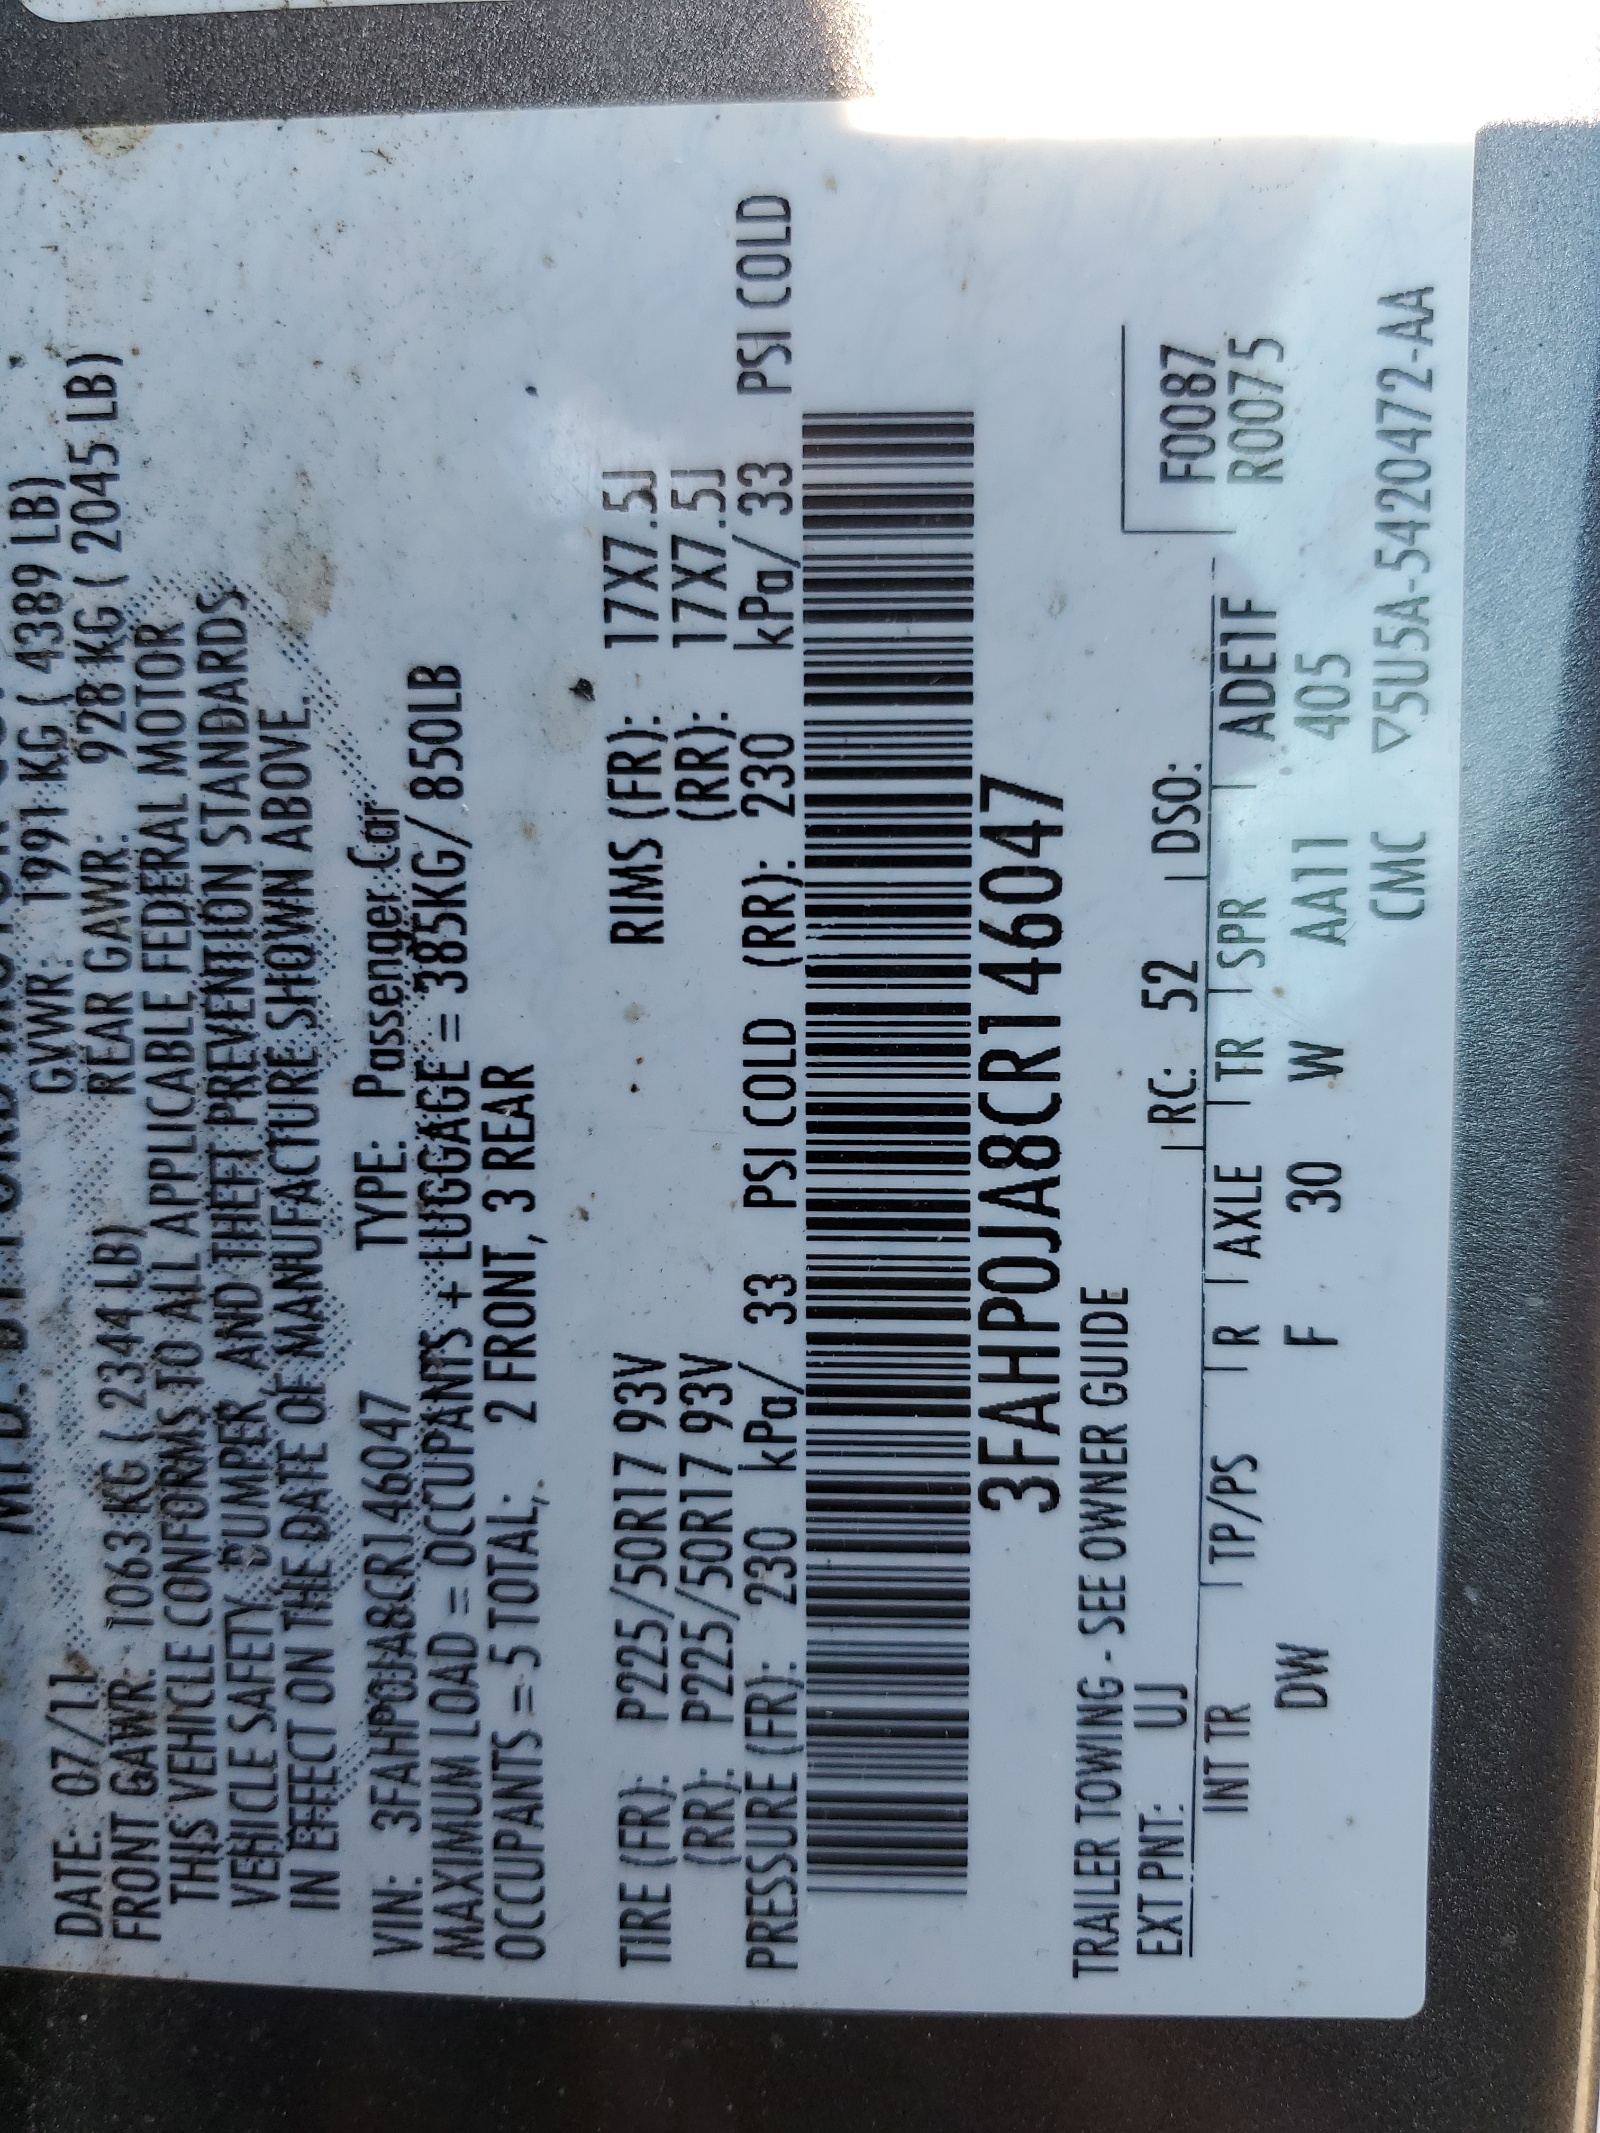 DATE: 07/11 GVWR: 1991 KG ( 4389 LB)
FRONT GAWR: 1063 KG ( 2344 LB) REAR GAWR: 928 KG ( 2045 LB)
THIS VEHICLE CONFORMS TO ALL APPLICABLE FEDERAL MOTOR
VEHICLE SAFETY, BUMPER, AND THEFT PREVENTION STANDARDS
IN EFFECT ON THE DATE OF MANUFACTURE SHOWN ABOVE.
VIN: 3FAHP0JA8CR146047 TYPE: Passenger Car
MAXIMUM LOAD = OCCUPANTS + LUGGAGE = 385KG/ 850LB
OCCUPANTS = 5 TOTAL; 2 FRONT, 3 REAR
TIRE (FR): P225/50R17 93V RIMS (FR): 17X7.5J
(RR): P225/50R17 93V (RR): 17X7.5J
PRESSURE (FR): 230 kPa/ 33 PSI COLD (RR): 230 kPa/ 33 PSI COLD
3FAHP0JA8CR146047
TRAILER TOWING - SEE OWNER GUIDE
EXT PNT: UJ RC: 52 DSO: F0087
INT TR TP/PS R AXLE TR SPR ADE1F R0075
DW F 30 W AA11 405
CMC ▽5U5A-5420472-AA